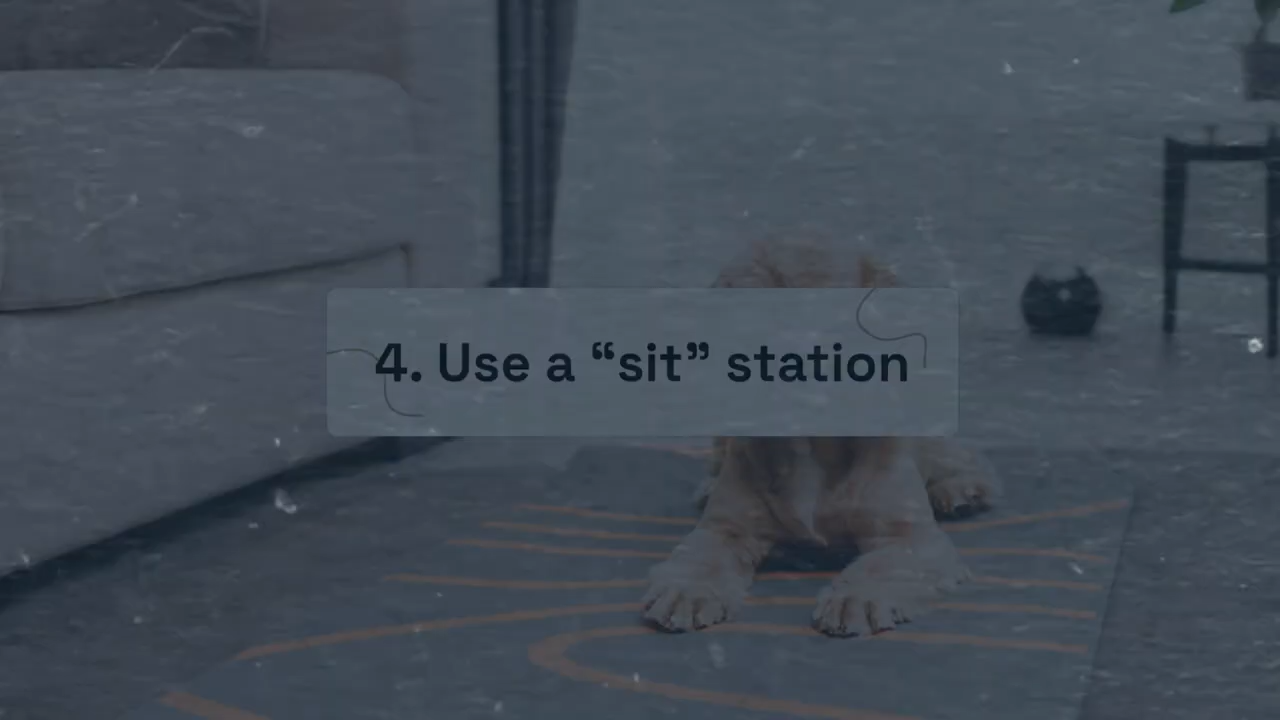 4. Use a “sit” station